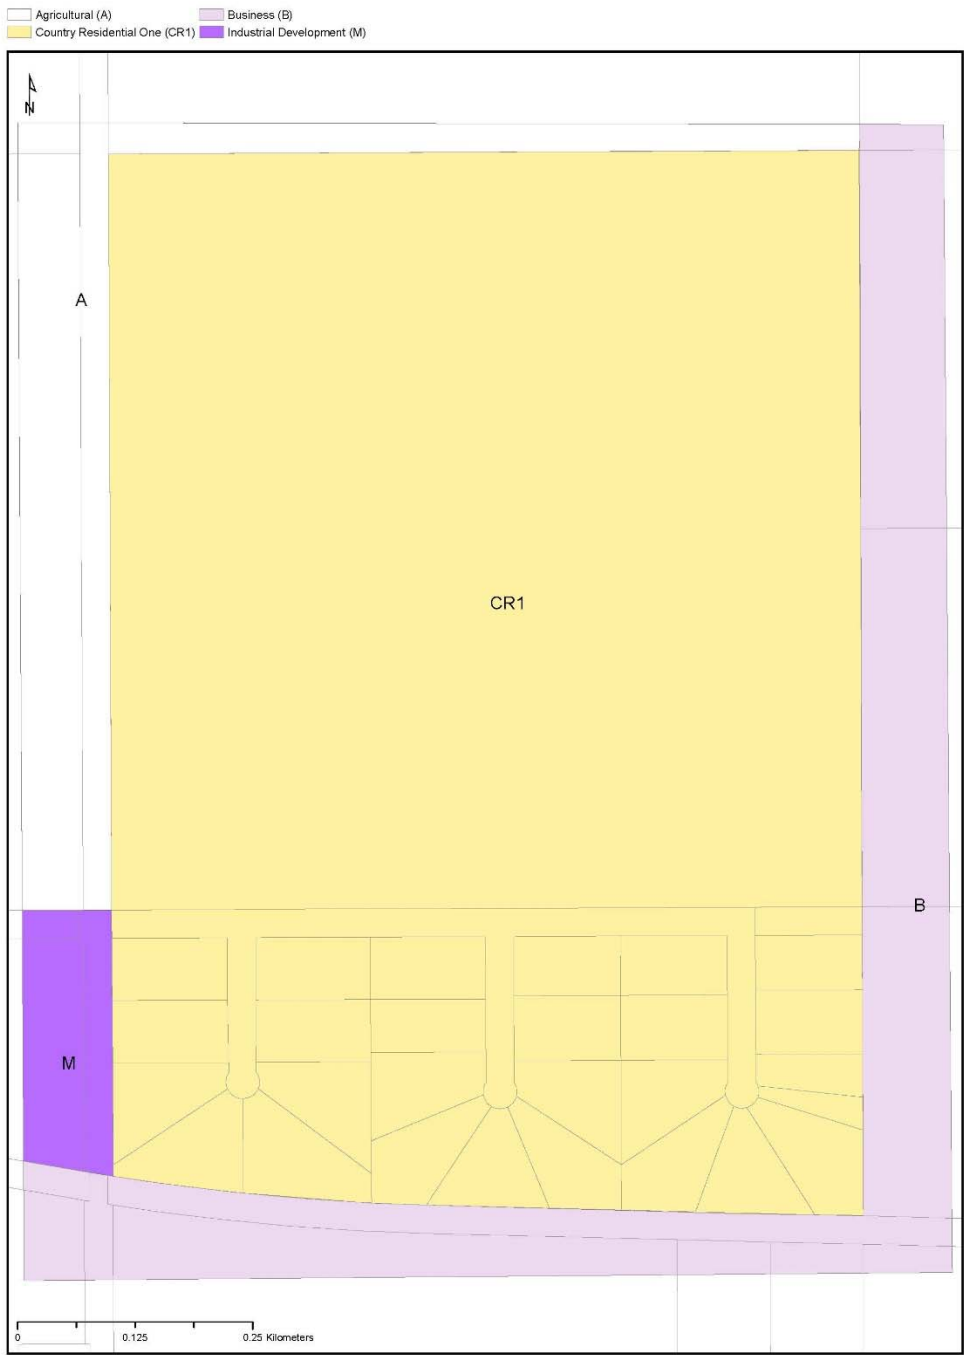 Agricultural (A) Business (B)
Country Residential One (CR1) Industrial Development (M)
N
A
CR1
B
M
0 0.125 0.25 Kilometers